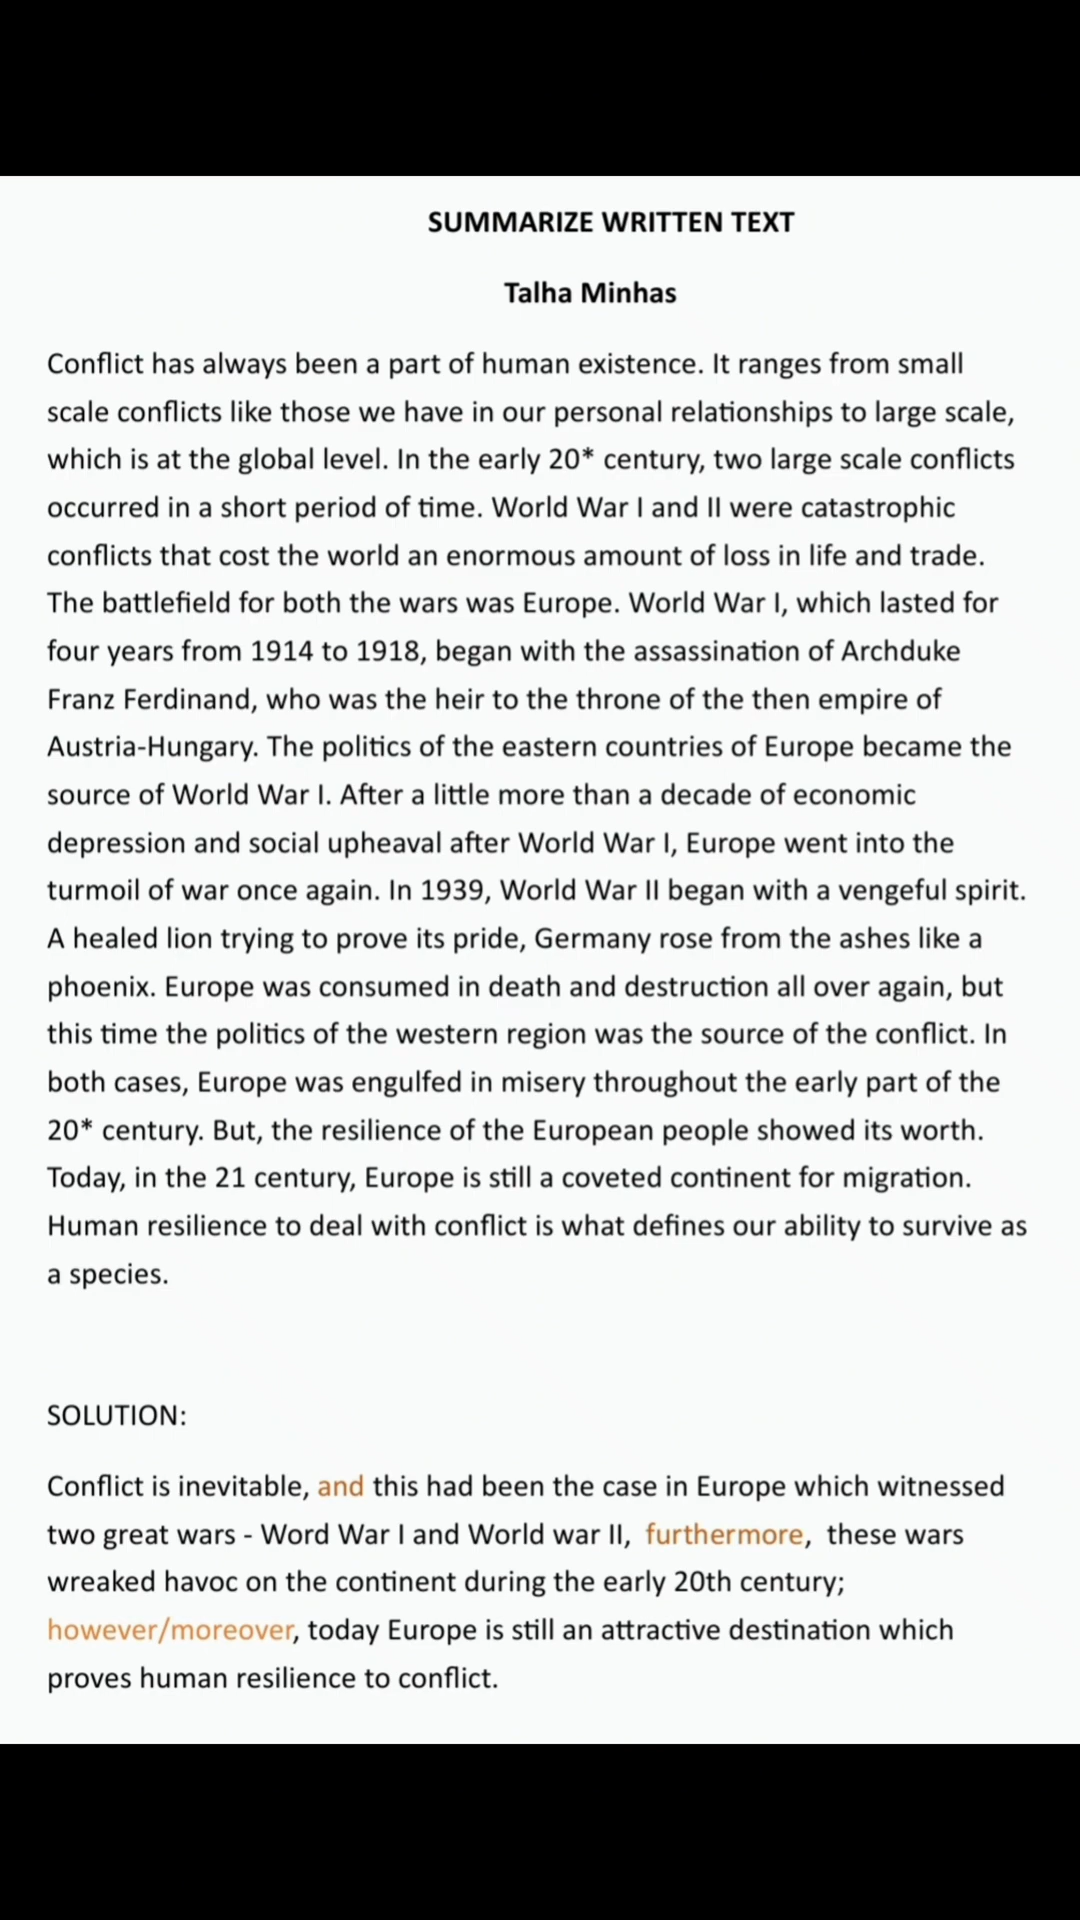 SUMMARIZE WRITTEN TEXT
Talha Minhas
Conflict has always been a part of human existence. It ranges from small
scale conflicts like those we have in our personal relationships to large scale,
which is at the global level. In the early 20* century, two large scale conflicts
occurred in a short period of time. World War I and II were catastrophic
conflicts that cost the world an enormous amount of loss in life and trade.
The battlefield for both the wars was Europe. World War I, which lasted for
four years from 1914 to 1918, began with the assassination of Archduke
Franz Ferdinand, who was the heir to the throne of the then empire of
Austria-Hungary. The politics of the eastern countries of Europe became the
source of World War I. After a little more than a decade of economic
depression and social upheaval after World War I, Europe went into the
turmoil of war once again. In 1939, World War II began with a vengeful spirit.
A healed lion trying to prove its pride, Germany rose from the ashes like a
phoenix. Europe was consumed in death and destruction all over again, but
this time the politics of the western region was the source of the conflict. In
both cases, Europe was engulfed in misery throughout the early part of the
20* century. But, the resilience of the European people showed its worth.
Today, in the 21 century, Europe is still a coveted continent for migration.
Human resilience to deal with conflict is what defines our ability to survive as
a species.
SOLUTION:
Conflict is inevitable, and this had been the case in Europe which witnessed
two great wars - Word War I and World war II, furthermore, these wars
wreaked havoc on the continent during the early 20th century;
however/moreover, today Europe is still an attractive destination which
proves human resilience to conflict.